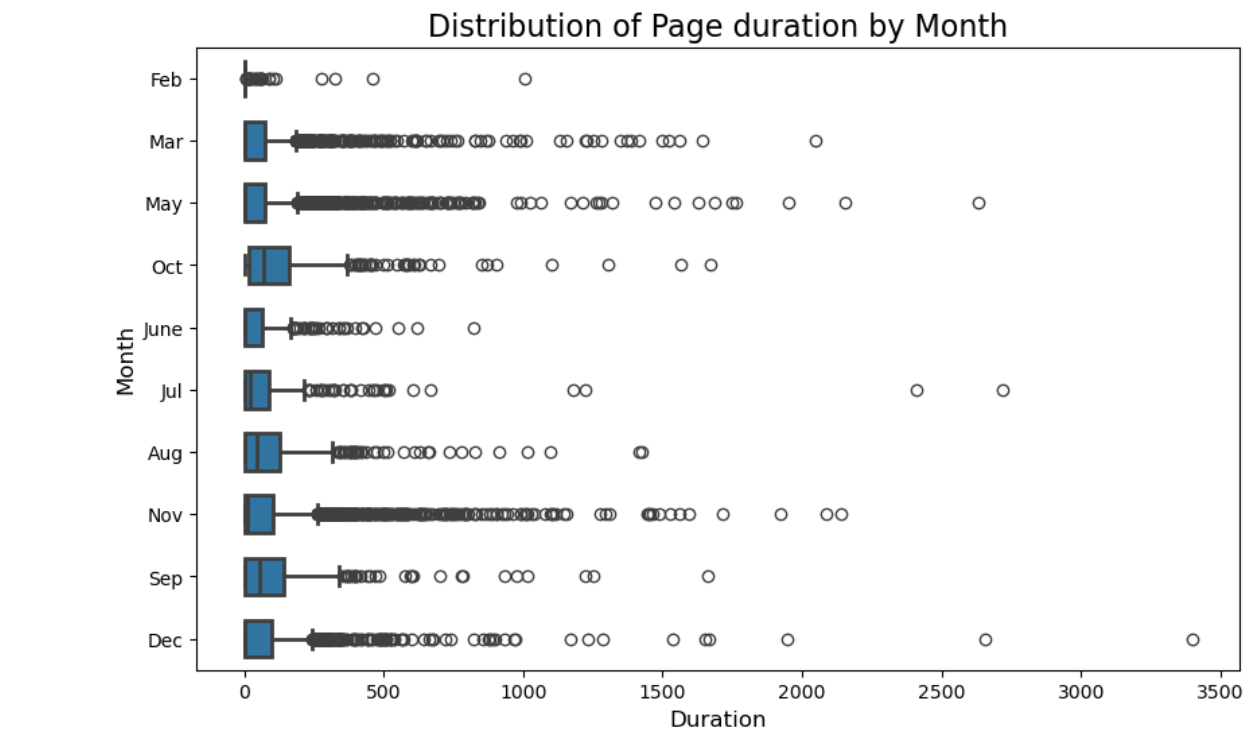 Distribution of Page duration by Month
Feb
Mar
May
Oct
June
Jul
Aug
Nov
Sep
Dec
Month
0 500 1000 1500 2000 2500 3000 3500
Duration